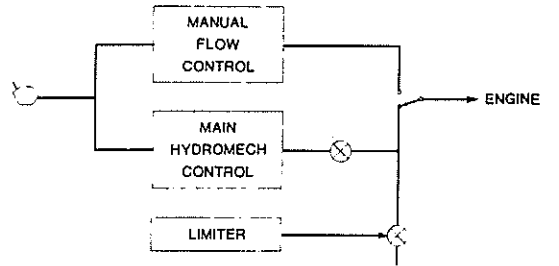 MANUAL
FLOW
CONTROL
ENGINE
MAIN
HYDROMECH
CONTROL
LIMITER